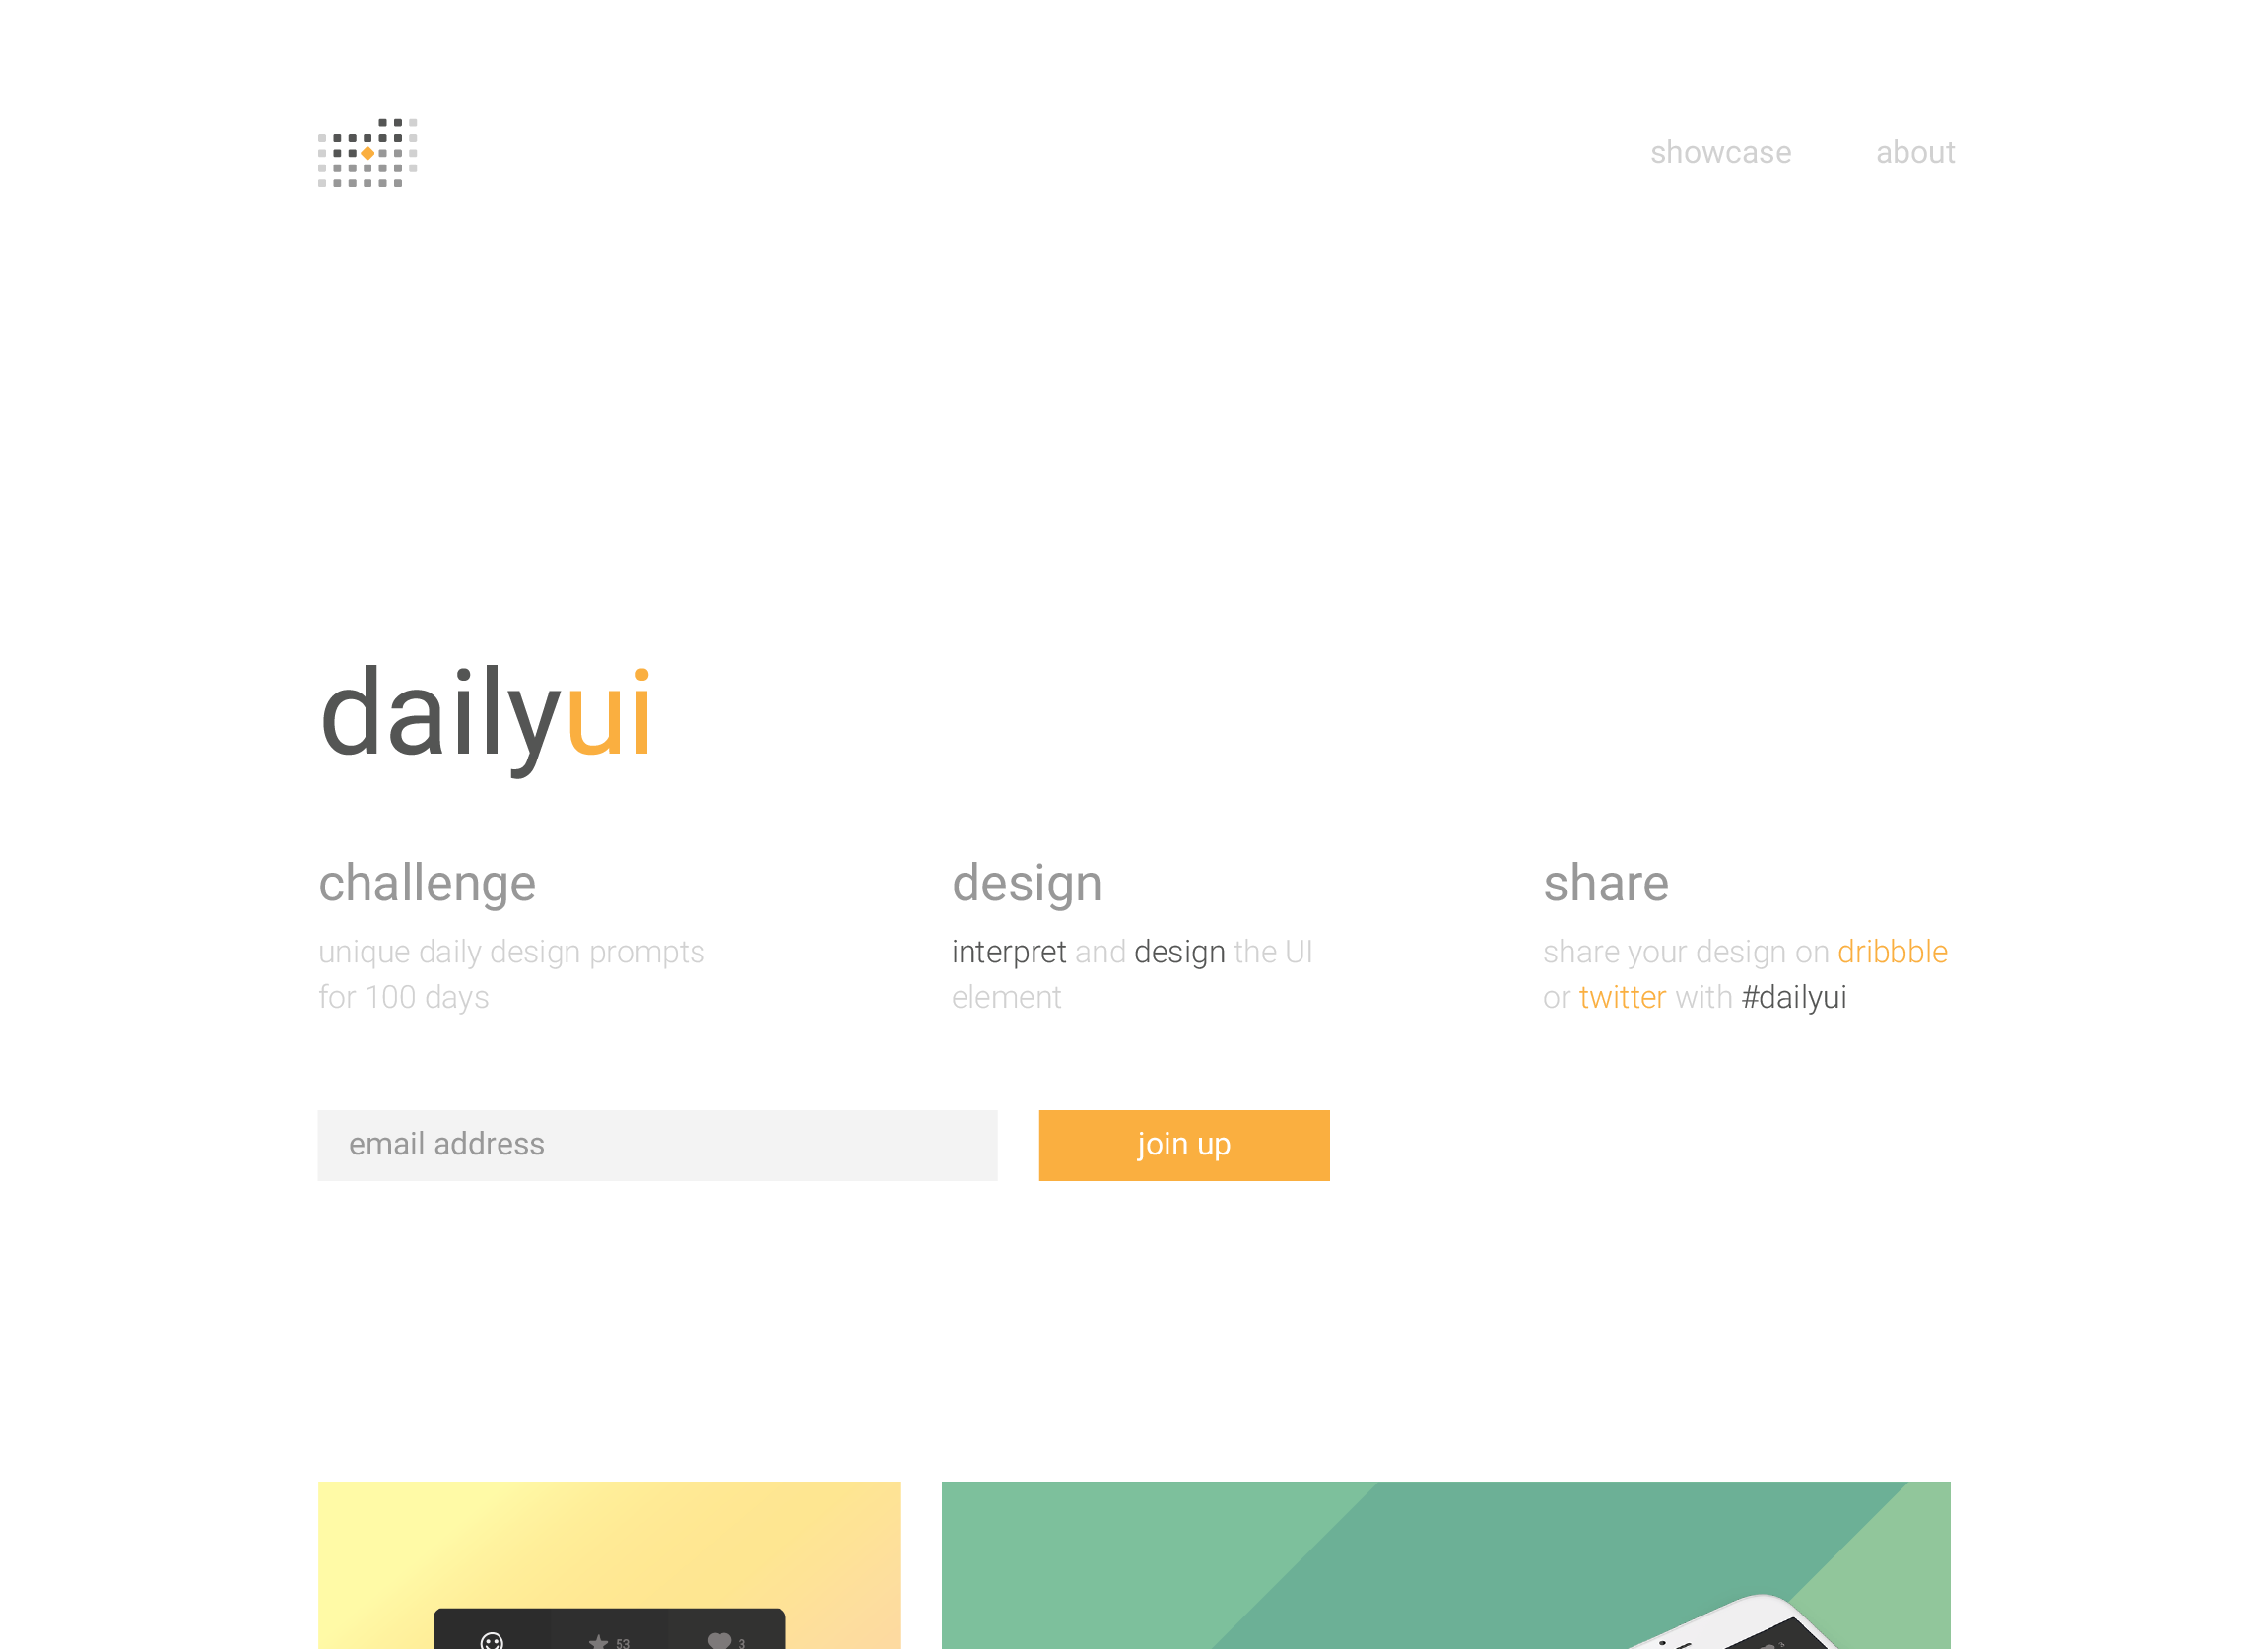 showcase about
dailyui
challenge
unique daily design prompts
for 100 days
design
interpret and design the UI
element
share
share your design on dribbble
or twitter with #dailyui
email address
join up
53
3
3